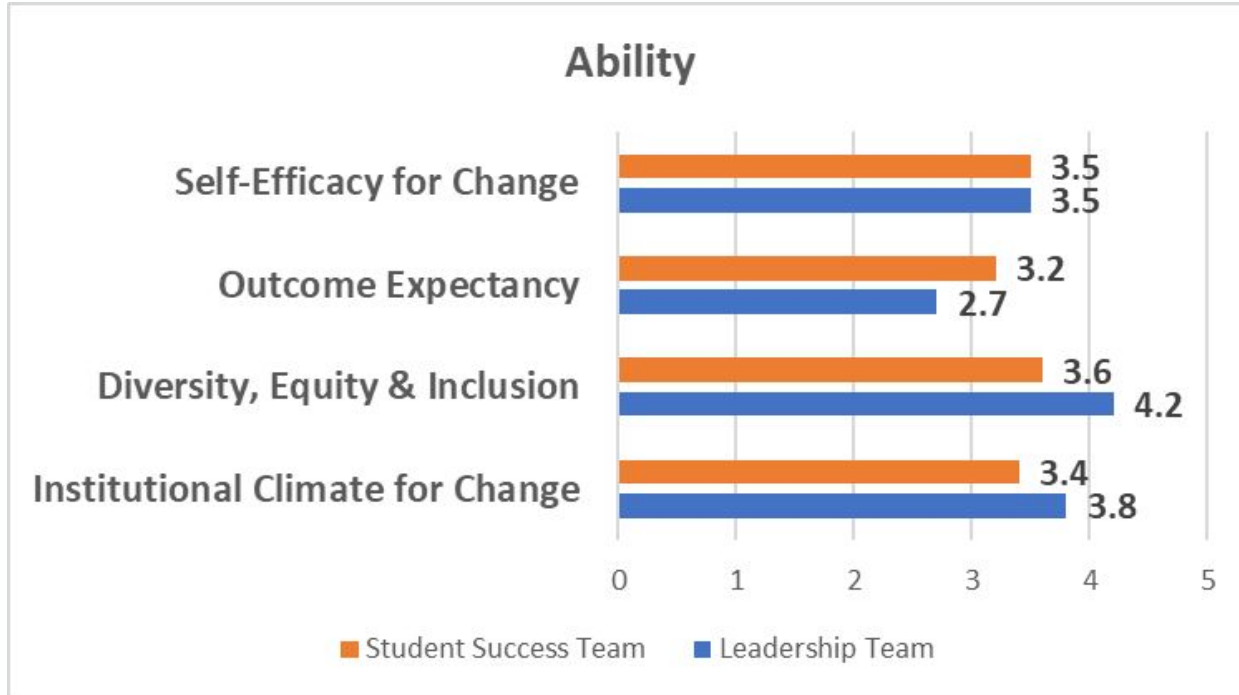 Ability
Self-Efficacy for Change
3.5
3.5
Outcome Expectancy
3.2
2.7
Diversity, Equity & Inclusion
3.6
4.2
Institutional Climate for Change
3.4
3.8
0 1 2 3 4 5
Student Success Team Leadership Team